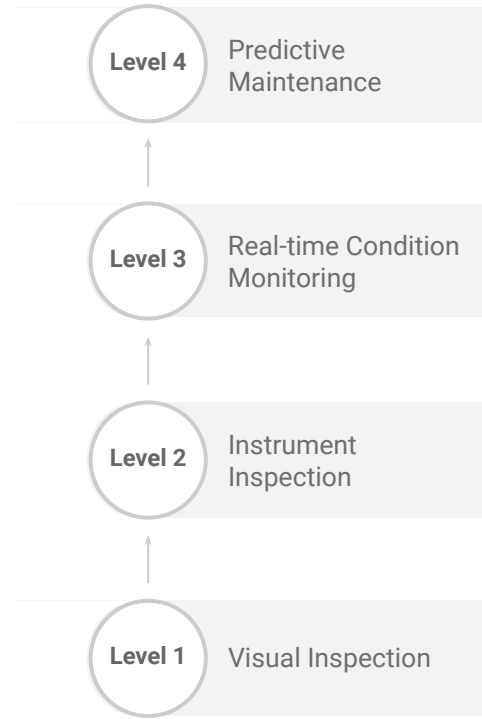 Level 4
Predictive
Maintenance
Level 3
Real-time Condition
Monitoring
Level 2
Instrument
Inspection
Level 1
Visual Inspection